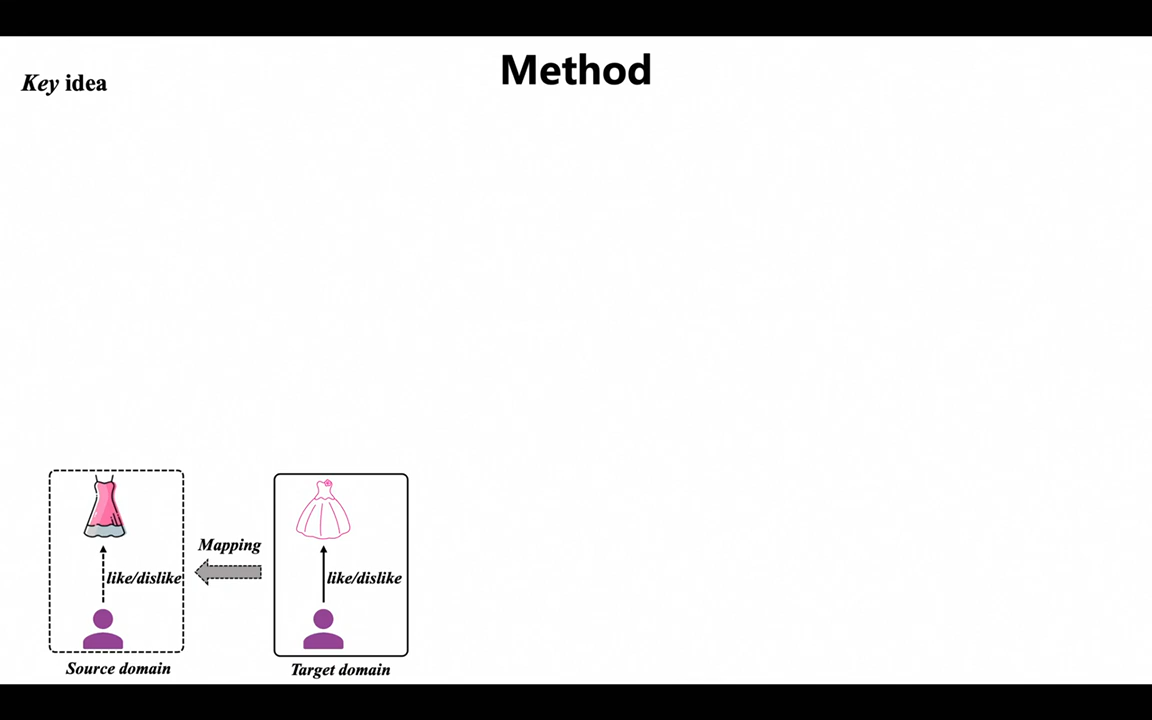 Method
Key idea
Mapping
like/dislike
like/dislike
Source domain
Target domain